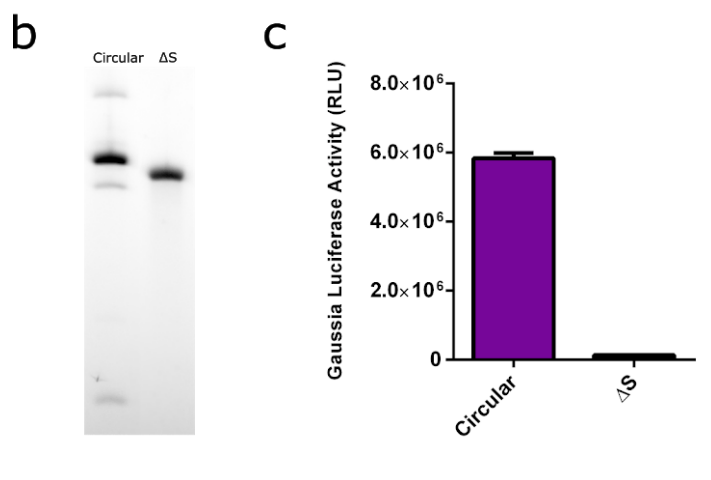 b
Circular ΔS
c
Gaussia Luciferase Activity (RLU)
8.0×10⁶
6.0×10⁶
4.0×10⁶
2.0×10⁶
0
Circular
ΔS